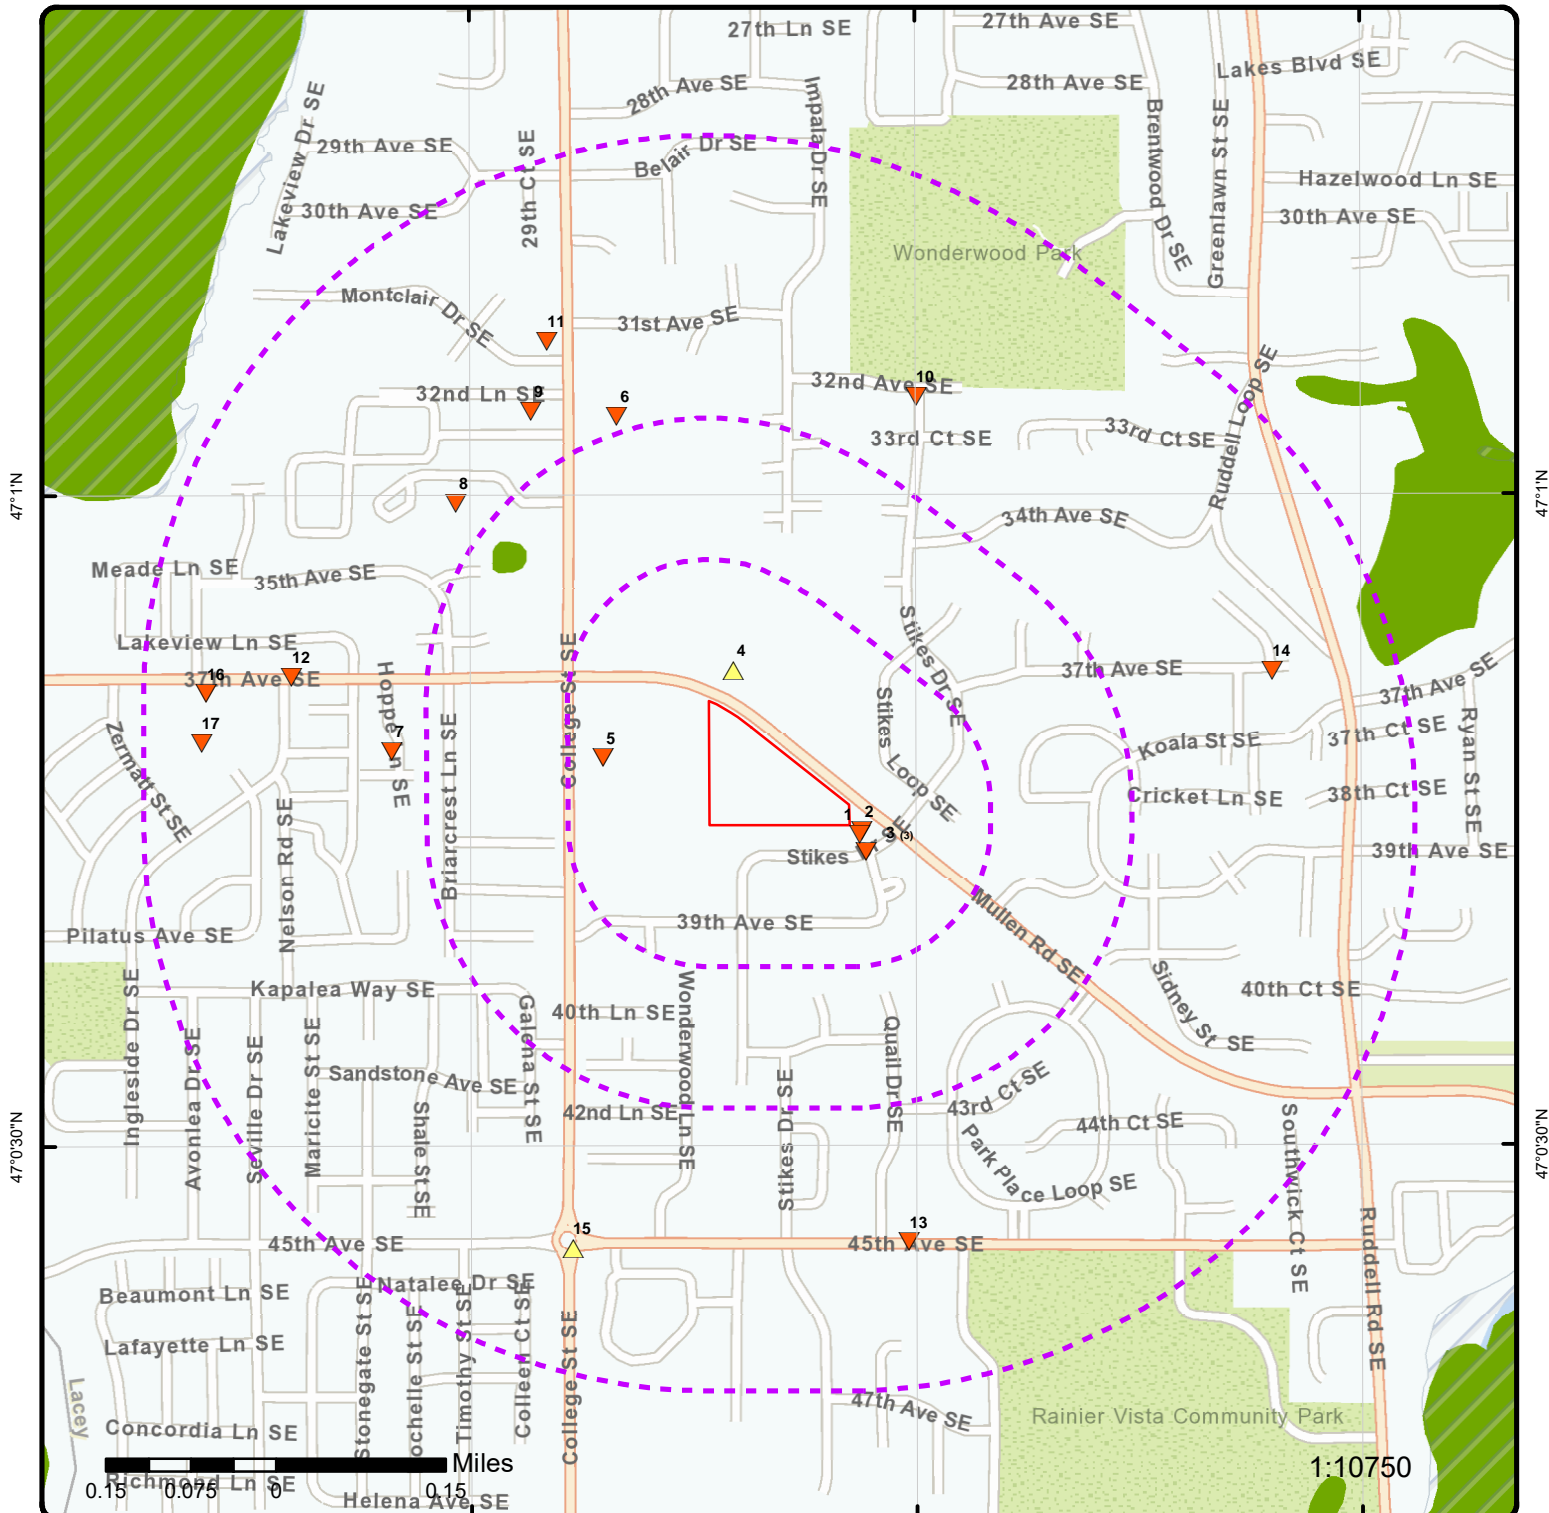 27th Ln SE
27th Ave SE
Lakes Blvd SE
28th Ave SE
28th Ave SE
Lakeview Dr SE
29th Ave SE
29th Ct SE
Belair Dr SE
Impala Dr SE
Brentwood Dr SE
Greenlawn St SE
Hazelwood Ln SE
30th Ave SE
30th Ave SE
Wonderwood Park
Montclair Dr SE
11
31st Ave SE
32nd Ln SE
9
6
32nd Ave SE
10
Ruddell Loop SE
33rd Ct SE
33rd Ct SE
47°1'N
47°1'N
8
34th Ave SE
Meade Ln SE
35th Ave SE
Lakeview Ln SE
Stikes Dr SE
4
12
16
37th Ave SE
37th Ave SE
14
37th Ave SE
College St SE
Hoppe Ln SE
7
17
5
Zermatt St SE
Briarcrest Ln SE
Stikes Loop SE
Koala St SE
37th Ct SE
Ryan St SE
Cricket Ln SE
38th Ct SE
1
2
3 (3)
Stikes
SE
39th Ave SE
Nelson Rd SE
39th Ave SE
Mullen Rd SE
Pilatus Ave SE
Kapalea Way SE
40th Ct SE
Sidney St SE
40th Ln SE
Ingleside Dr SE
Avonlea Dr SE
Seville Dr SE
Maricite St SE
Galena St SE
Wonderwood Ln SE
Quail Dr SE
Sandstone Ave SE
Shale St SE
42nd Ln SE
Stikes Dr SE
43rd Ct SE
44th Ct SE
47°0'30"N
47°0'30"N
Park Place Loop SE
Southwick Ct SE
15
13
45th Ave SE
45th Ave SE
Ruddell Rd SE
Natalee Dr SE
Beaumont Ln SE
Lafayette Ln SE
Stonegate St SE
ochelle St SE
Timothy St SE
Colleen Ct SE
College St SE
Lacey
47th Ave SE
Rainier Vista Community Park
Concordia Ln SE
Miles
1:10750
Richmond Ln SE
0.15 0.075 0 0.15
Helena Ave SE